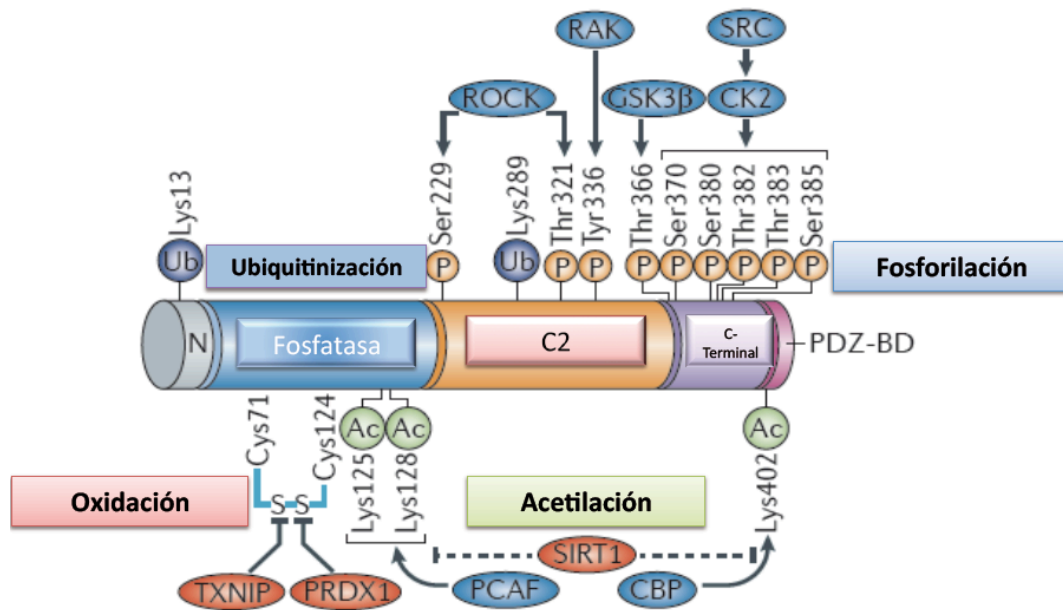 RAK
SRC
ROCK
GSK3β
CK2
Lys13
Ser229
Lys289
Thr321
Tyr336
Thr366
Ser370
Ser380
Thr382
Thr383
Ser385
Ub
Ubiquitinización
P
Ub
P
P
P
P
P
P
P
P
Fosforilación
N
Fosfatasa
C2
C-
Terminal
PDZ-BD
Cys71
Cys124
Ac
Ac
Ac
Lys125
Lys128
Lys402
Oxidación
S
S
Acetilación
SIRT1
TXNIP
PRDX1
PCAF
CBP